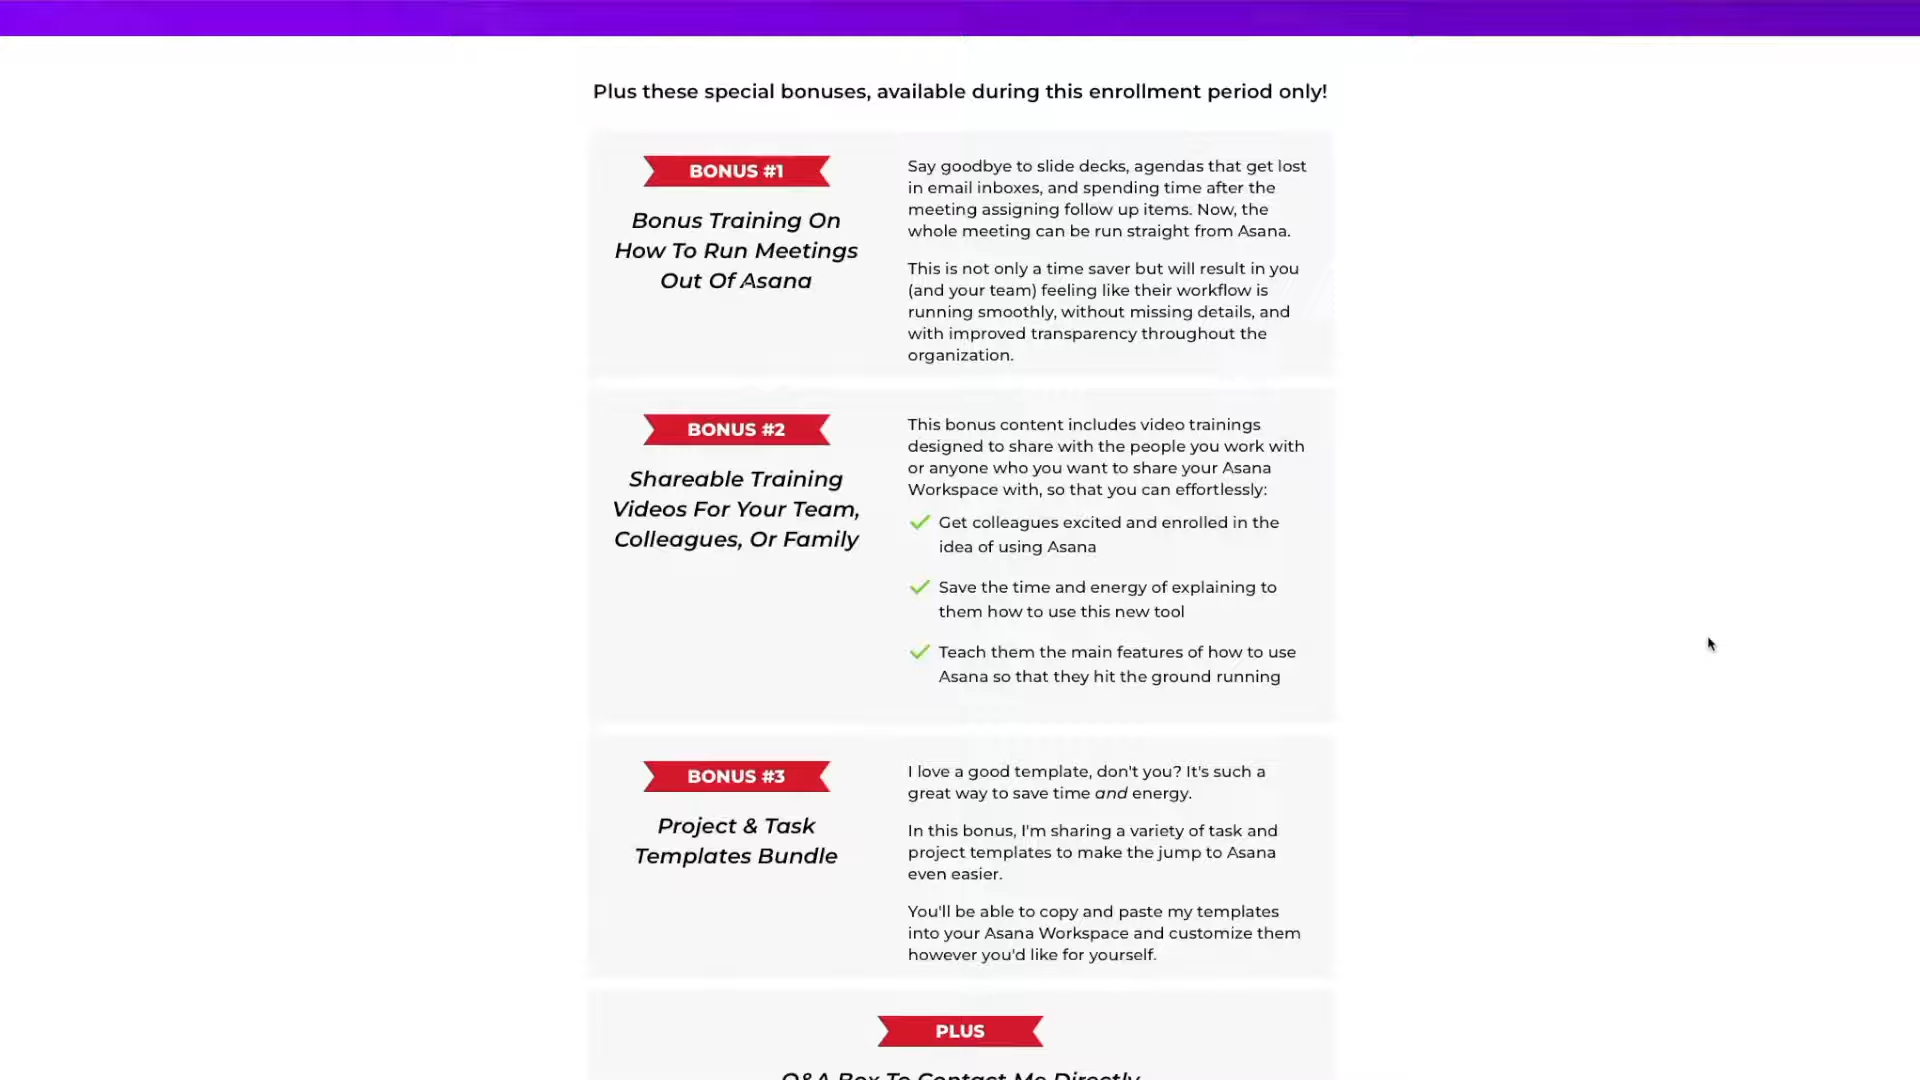 Plus these special bonuses, available during this enrollment period only!
BONUS #1
Bonus Training On
How To Run Meetings
Out Of Asana
Say goodbye to slide decks, agendas that get lost
in email inboxes, and spending time after the
meeting assigning follow up items. Now, the
whole meeting can be run straight from Asana.
This is not only a time saver but will result in you
(and your team) feeling like their workflow is
running smoothly, without missing details, and
with improved transparency throughout the
organization.
BONUS #2
Shareable Training
Videos For Your Team,
Colleagues, Or Family
This bonus content includes video trainings
designed to share with the people you work with
or anyone who you want to share your Asana
Workspace with, so that you can effortlessly:
Get colleagues excited and enrolled in the
idea of using Asana
Save the time and energy of explaining to
them how to use this new tool
Teach them the main features of how to use
Asana so that they hit the ground running
BONUS #3
Project & Task
Templates Bundle
I love a good template, don't you? It's such a
great way to save time and energy.
In this bonus, I'm sharing a variety of task and
project templates to make the jump to Asana
even easier.
You'll be able to copy and paste my templates
into your Asana Workspace and customize them
however you'd like for yourself.
PLUS
Q&A Box To Contact Me Directly